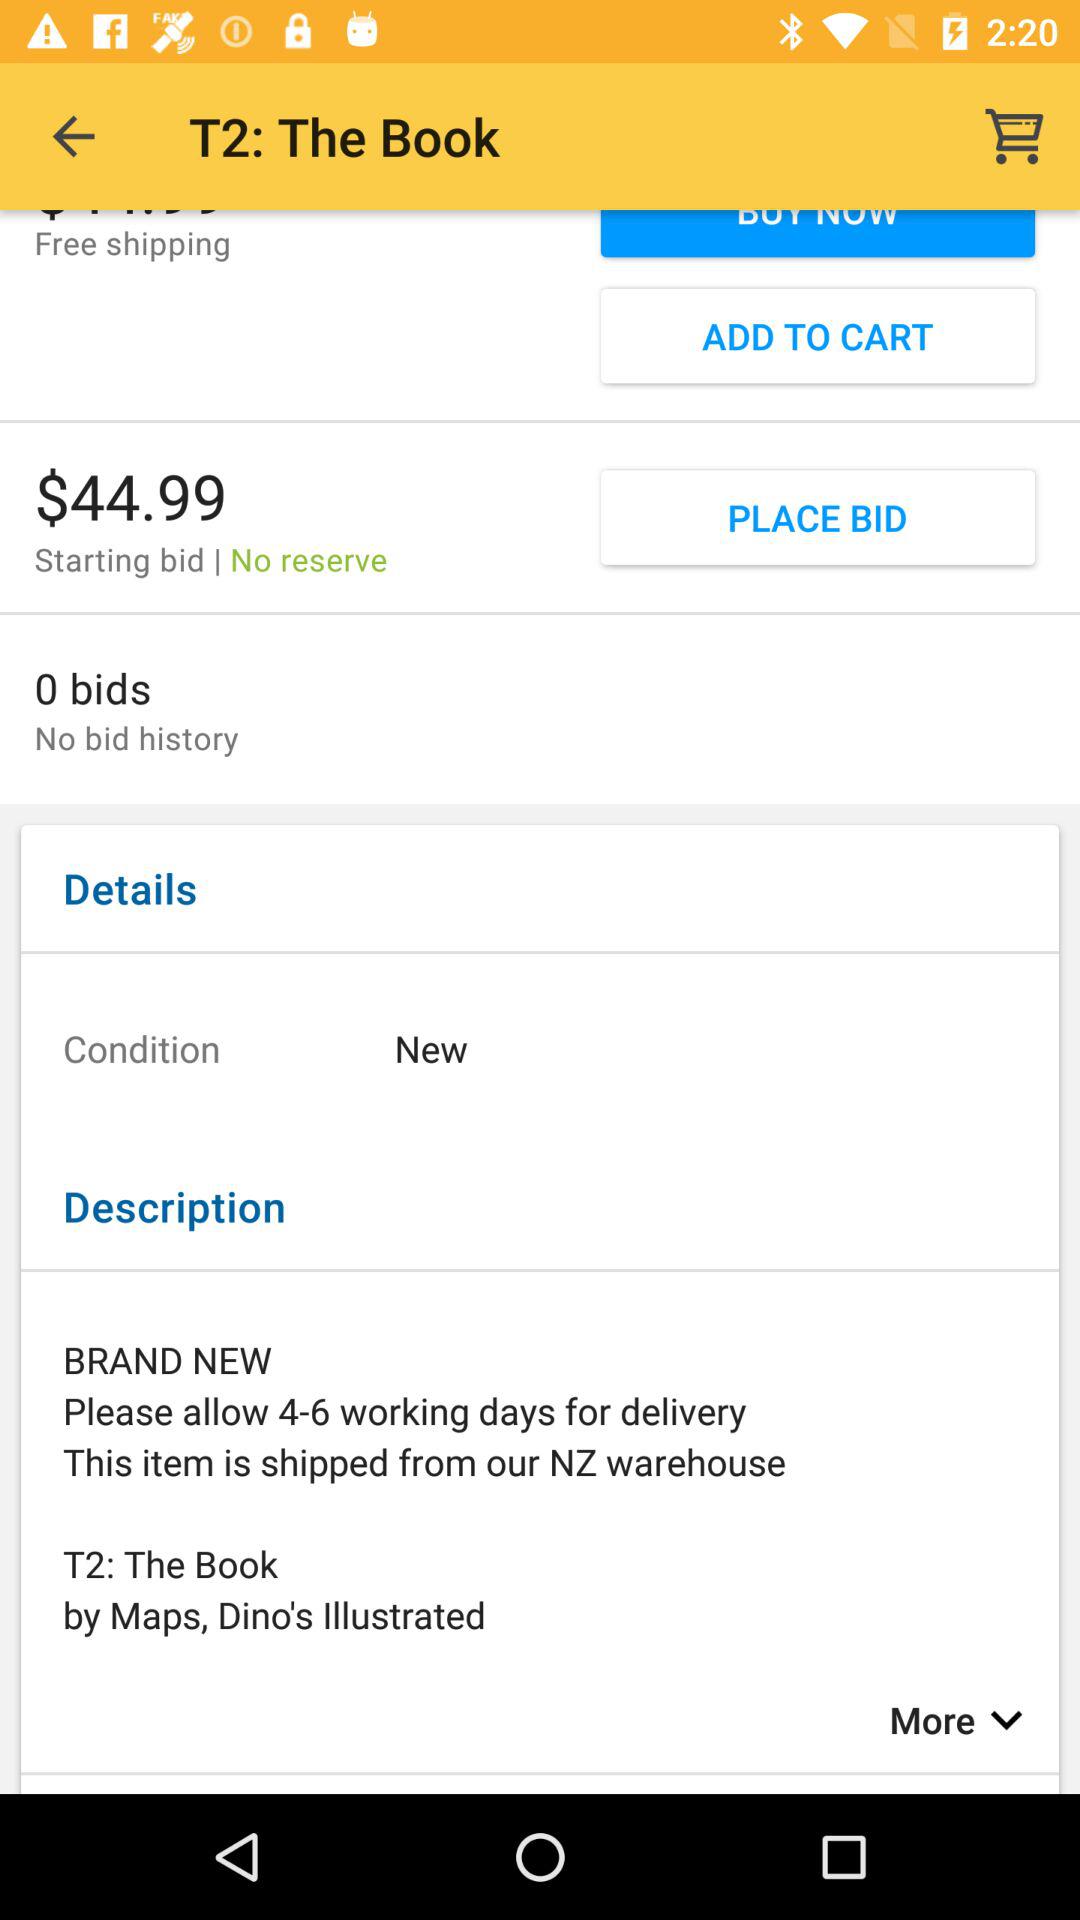 FAKE
2:20
T2: The Book
BUY NOW
Free shipping
ADD TO CART
$44.99
PLACE BID
Starting bid | No reserve
0 bids
No bid history
Details
Condition New
Description
BRAND NEW
Please allow 4-6 working days for delivery
This item is shipped from our NZ warehouse
T2: The Book
by Maps, Dino's Illustrated
More